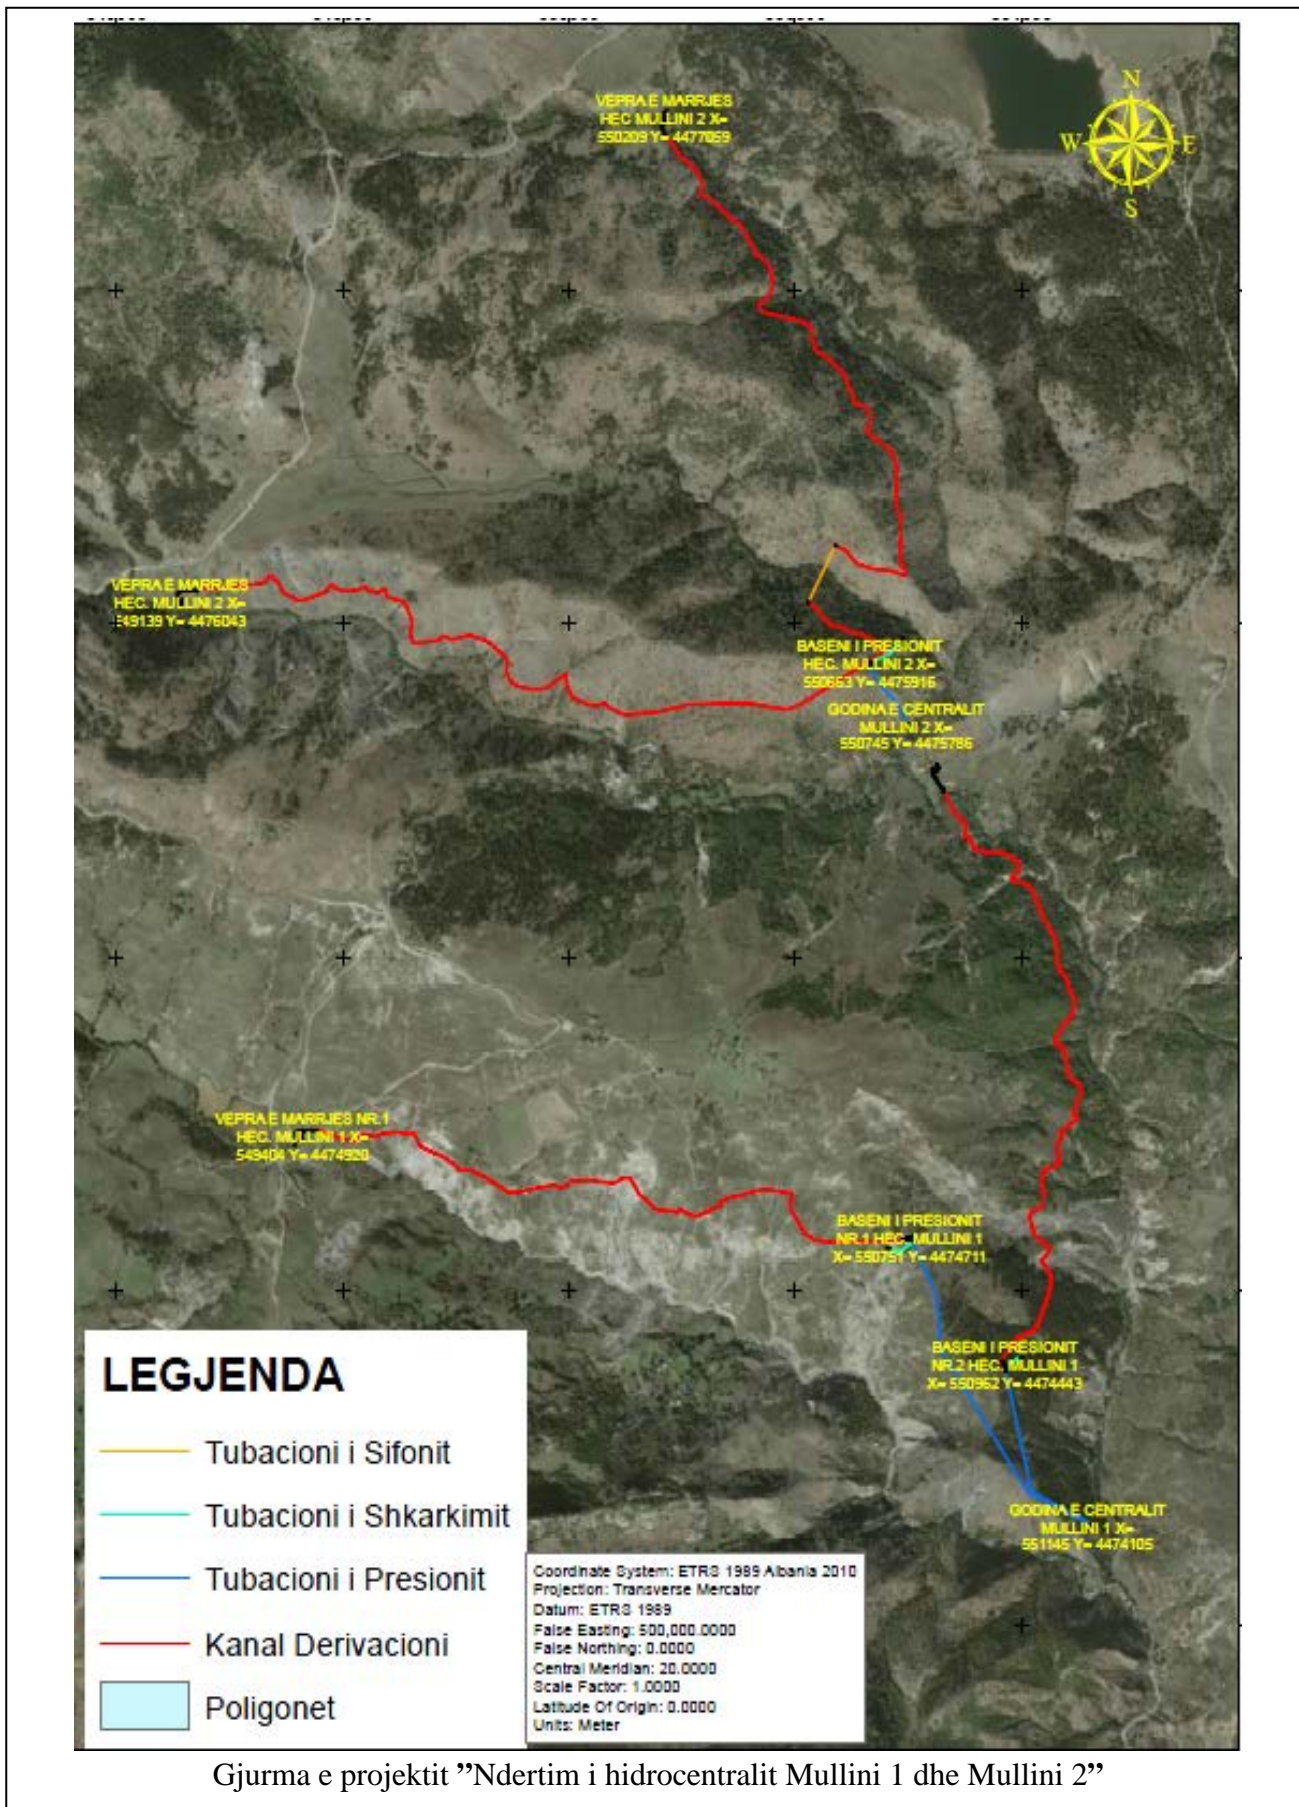 VEPRA E MARRJES
HEC MULLINI 2 X=
550209 Y= 4477059
N
W
E
S
VEPRA E MARRJES
HEC. MULLINI 2 X=
549139 Y= 4476043
BASENI I PRESIONIT
HEC. MULLINI 2 X=
550663 Y= 4475916
GODINA E CENTRALIT
MULLINI 2 X=
550745 Y= 4475786
VEPRA E MARRJES NR.1
HEC. MULLINI 1 X=
549404 Y= 4474920
BASENI I PRESIONIT
NR.1 HEC. MULLINI 1
X= 550751 Y= 4474711
BASENI I PRESIONIT
NR.2 HEC. MULLINI 1
X= 550962 Y= 4474443
GODINA E CENTRALIT
MULLINI 1 X=
551145 Y= 4474105
LEGJENDA
Tubacioni i Sifonit
Tubacioni i Shkarkimit
Tubacioni i Presionit
Kanal Derivacioni
Poligonet
Coordinate System: ETRS 1989 Albania 2010
Projection: Transverse Mercator
Datum: ETRS 1989
False Easting: 500,000.0000
False Northing: 0.0000
Central Meridian: 20.0000
Scale Factor: 1.0000
Latitude Of Origin: 0.0000
Units: Meter
Gjurma e projektit ”Ndertim i hidrocentralit Mullini 1 dhe Mullini 2”